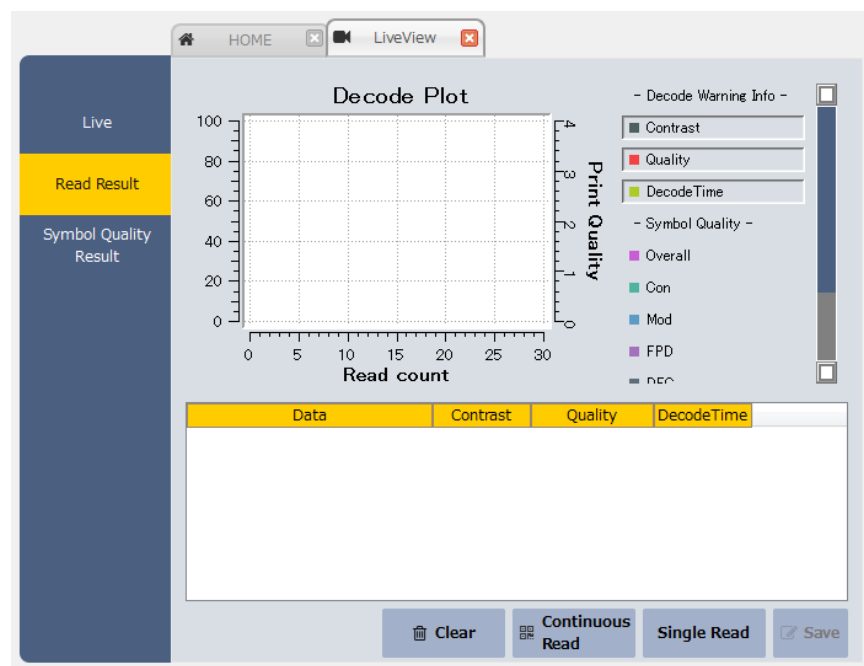 HOME
LiveView
Live
Read Result
Symbol Quality
Result
Decode Plot
100
80
60
40
20
0
4
3
2
1
0
Print Quality
0 5 10 15 20 25 30
Read count
- Decode Warning Info -
Contrast
Quality
DecodeTime
- Symbol Quality -
Overall
Con
Mod
FPD
Data Contrast Quality DecodeTime
Clear
Continuous
Read
Single Read
Save